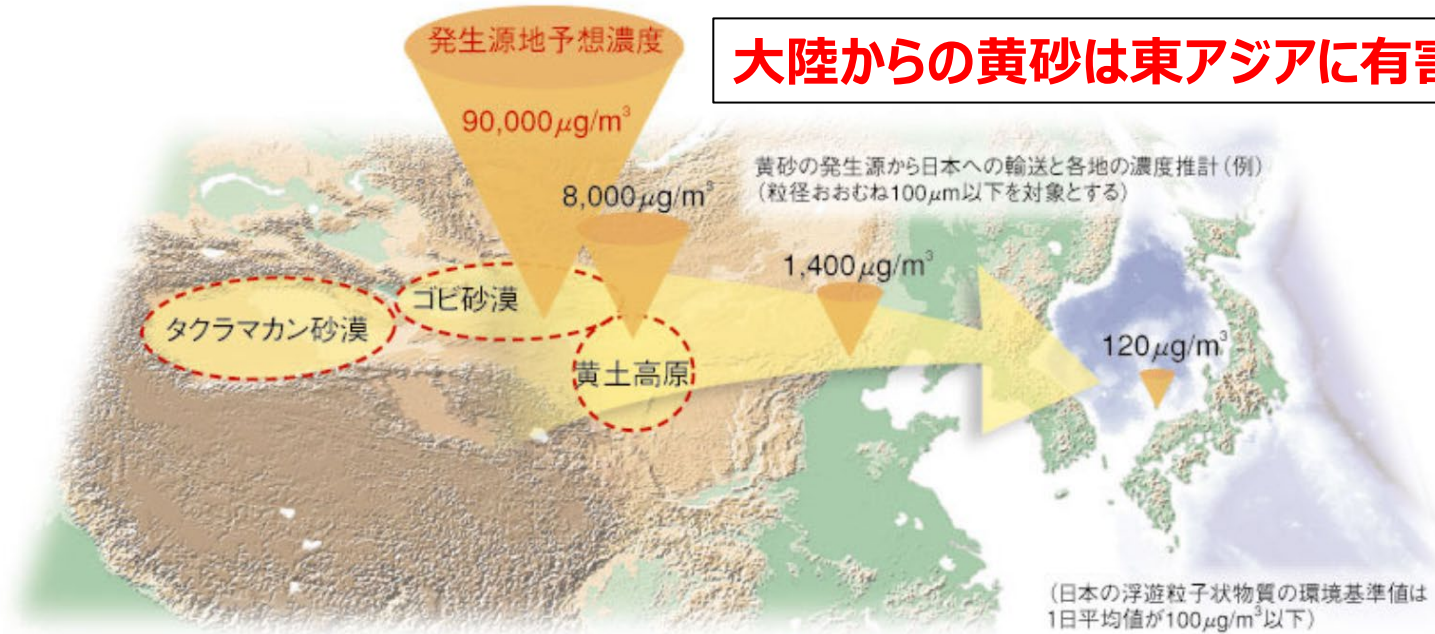 発生源地予想濃度
大陸からの黄砂は東アジアに有害
90,000μg/m³
黄砂の発生源から日本への輸送と各地の濃度推計(例)
(粒径おおむね100μm以下を対象とする)
8,000μg/m³
1,400μg/m³
ゴビ砂漠
タクラマカン砂漠
120μg/m³
黄土高原
(日本の浮遊粒子状物質の環境基準値は
1日平均値が100μg/m³以下)